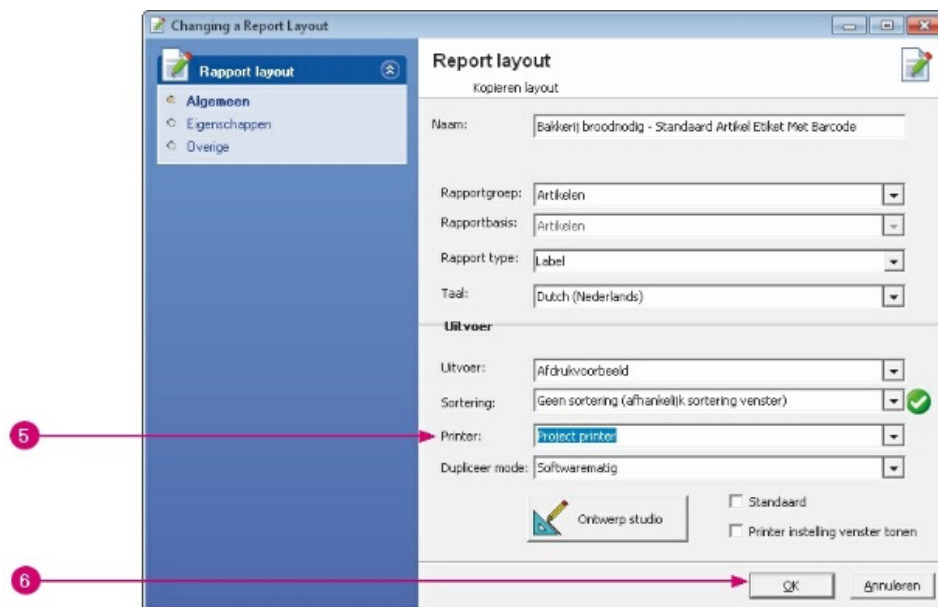 Changing a Report Layout
Rapport layout
Algemeen
Eigenschappen
Overige
Report layout
Kopieren layout
Naam: Bakkerij broodnodig - Standaard Artikel Etiket Met Barcode
Rapportgroep: Artikelen
Rapportbasis: Artikelen
Rapport type: Label
Taal: Dutch (Nederlands)
Uitvoer
Uitvoer: Afdrukvoorbeeld
Sortering: Geen sortering (afhankelijk sortering venster)
5
Printer: Project printer
Dupliceer mode: Softwarematig
Ontwerp studio
Standaard
Printer instelling venster tonen
6
OK
Annuleren